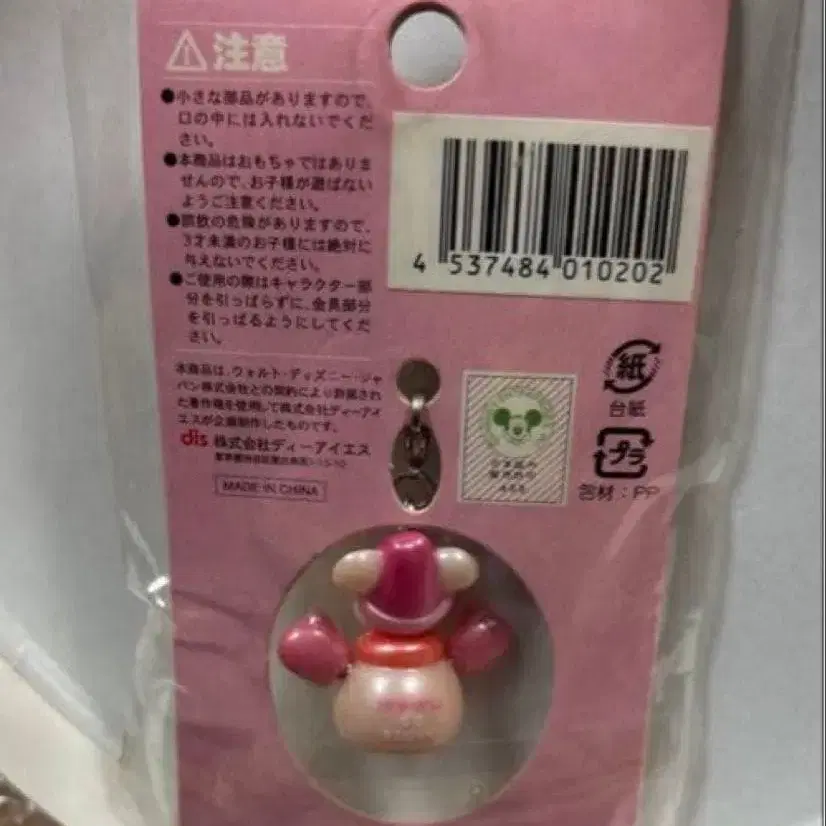 注意
●小さな部品がありますので、
口の中には入れないでくだ
さい。
●本商品はおもちゃではありま
せんので、お子様が遊ばない
ようご注意ください。
●誤飲の危険がありますので、
3才未満のお子様には絶対に
与えないでください。
●ご使用の際はキャラクター部
分を引っぱらずに、金具部分
を引っぱるようにしてくだ
さい。
本商品は、ウォルト・ディズニー・ジャ
パン株式会社との契約により許諾され
た著作権を使用して株式会社ディーアイ
エスが企画制作したものです。
dis 株式会社ディーアイエス
MADE IN CHINA
4 537484 010202
紙
台紙
プラ
包材：PP